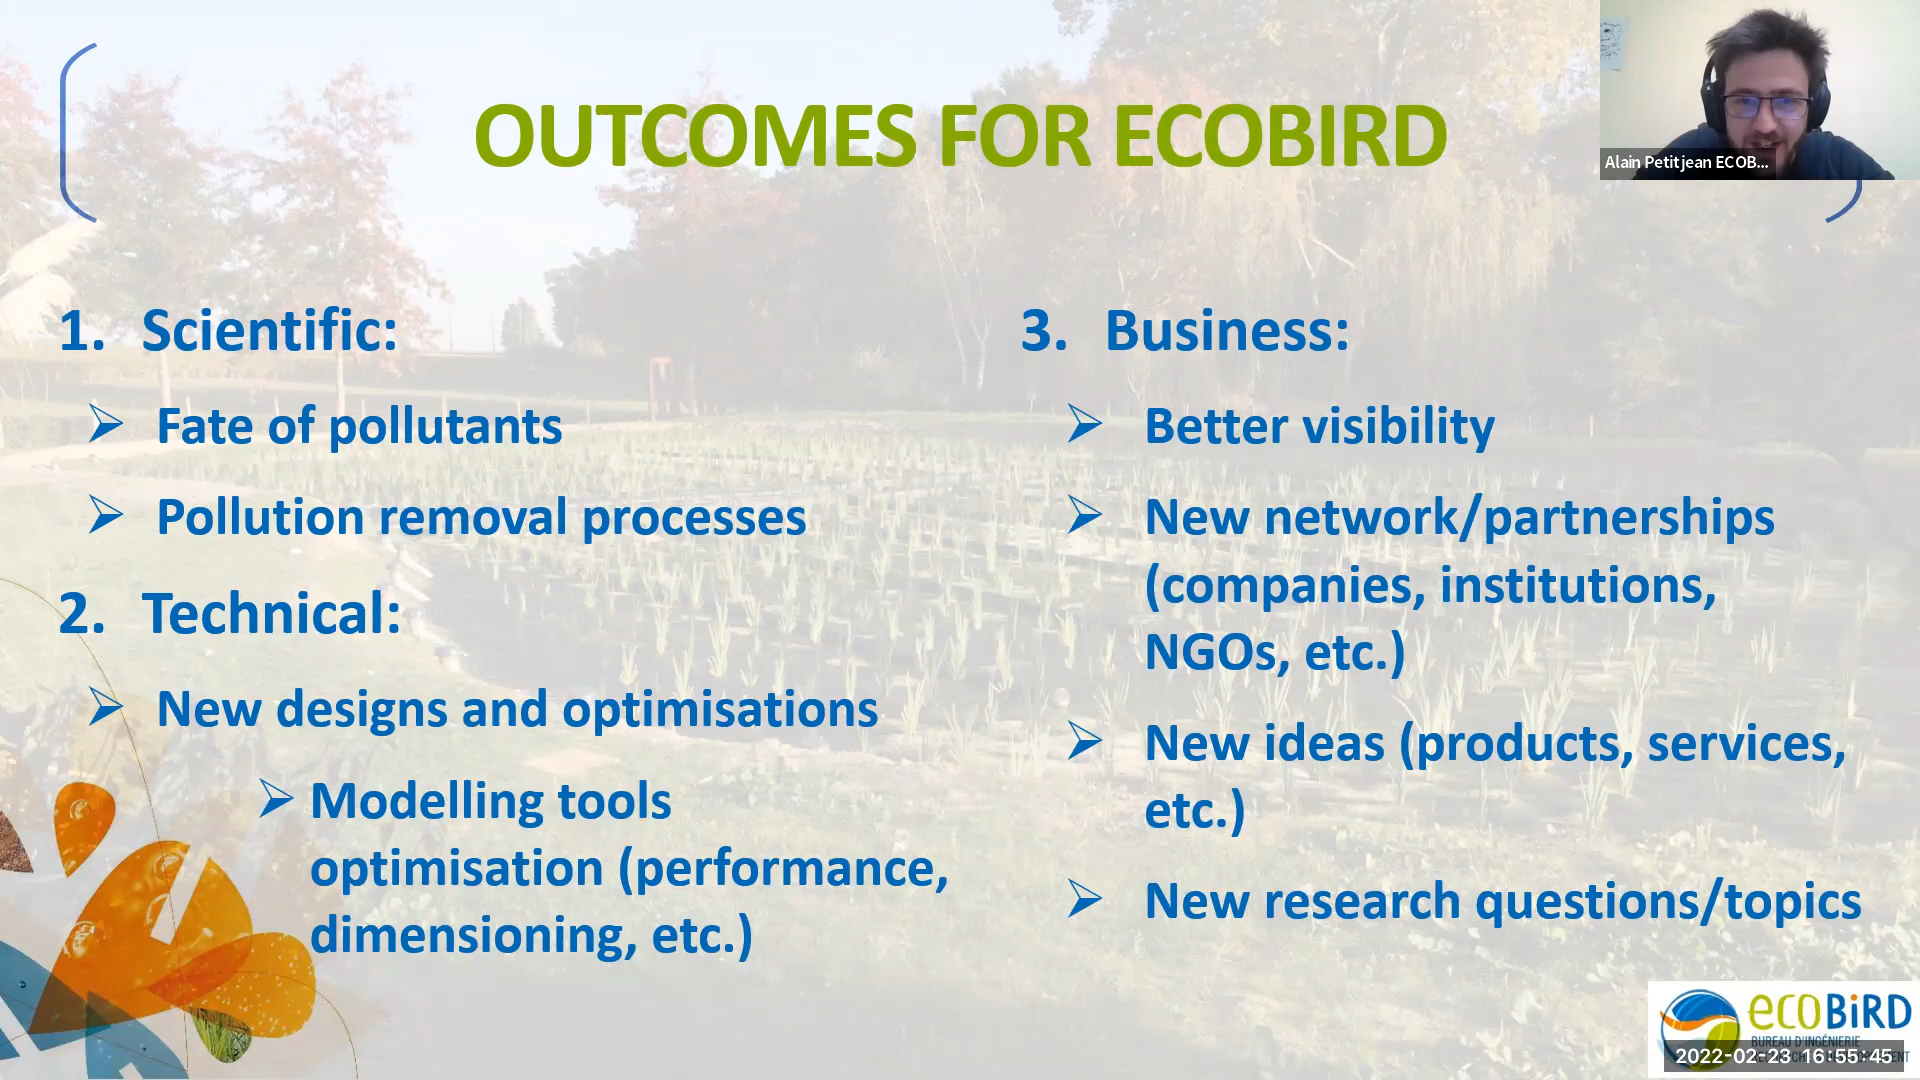 OUTCOMES FOR ECOBIRD
Alain Petitjean ECOB...
1. Scientific:
➢ Fate of pollutants
➢ Pollution removal processes
2. Technical:
➢ New designs and optimisations
➢ Modelling tools
optimisation (performance,
dimensioning, etc.)
3. Business:
➢ Better visibility
➢ New network/partnerships
(companies, institutions,
NGOs, etc.)
➢ New ideas (products, services,
etc.)
➢ New research questions/topics
ecoBiRD
BUREAU D'INGÉNIERIE
2022-02-23 16:55:45